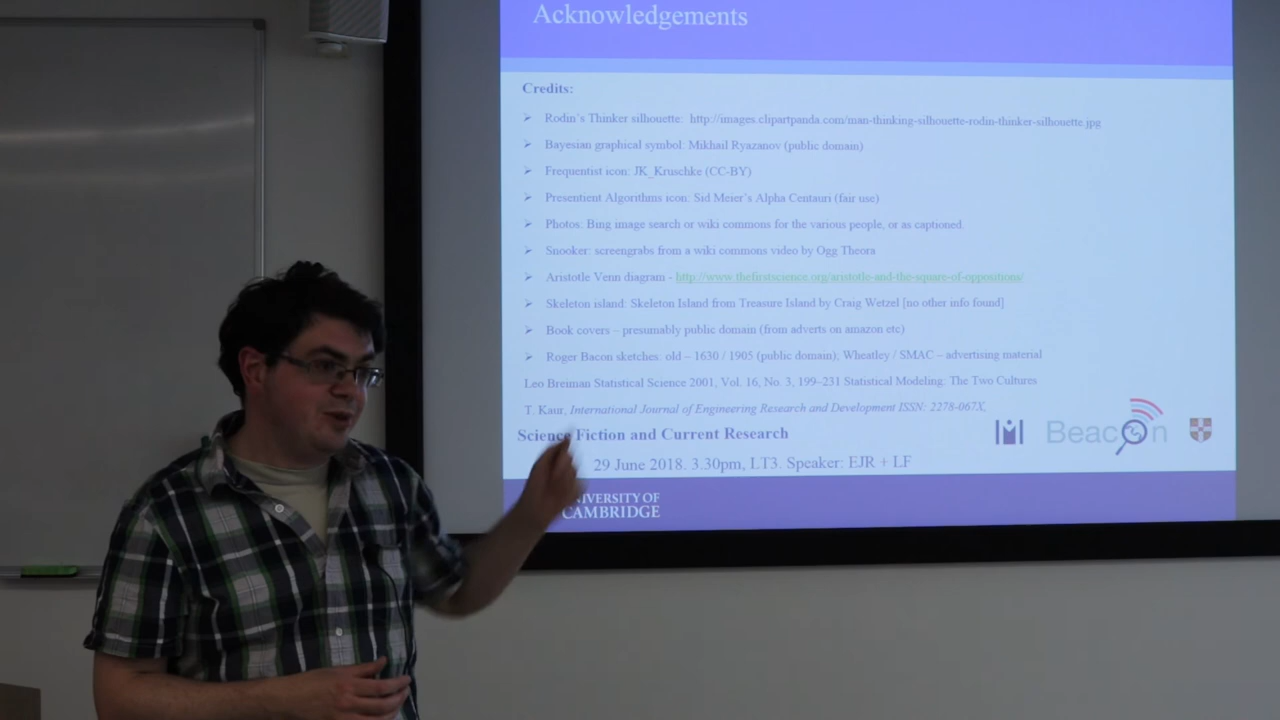 Acknowledgements
Credits:
Rodin's Thinker silhouette: http://images.clipartpanda.com/man-thinking-silhouette-rodin-thinker-silhouette.jpg
Bayesian graphical symbol: Mikhail Ryazanov (public domain)
Frequentist icon: JK_Kruschke (CC-BY)
Presentient Algorithms icon: Sid Meier's Alpha Centauri (fair use)
Photos. Bing image search or wiki commons for the various people, or as captioned
Snooker: screengrabs from a wiki commons video by Ogg Theora
Aristotle Venn diagram - http://www.thefirstscience.org/aristotle-and-the-square-of-oppositions/
Skeleton island: Skeleton Island from Treasure Island by Craig Wetzel [no other info found]
Book covers – presumably public domain (from adverts on amazon etc)
Roger Bacon sketches: old – 1630 / 1905 (public domain), Wheatley / SMAC – advertising material
Leo Breiman Statistical Science 2001, Vol. 16, No. 3, 199–231 Statistical Modeling: The Two Cultures
T. Kaur, International Journal of Engineering Research and Development ISSN: 2278-067X,
Science Fiction and Current Research
Beacon
29 June 2018. 3.30pm, LT3. Speaker: EJR + LF
NIVERSITY OF
CAMBRIDGE